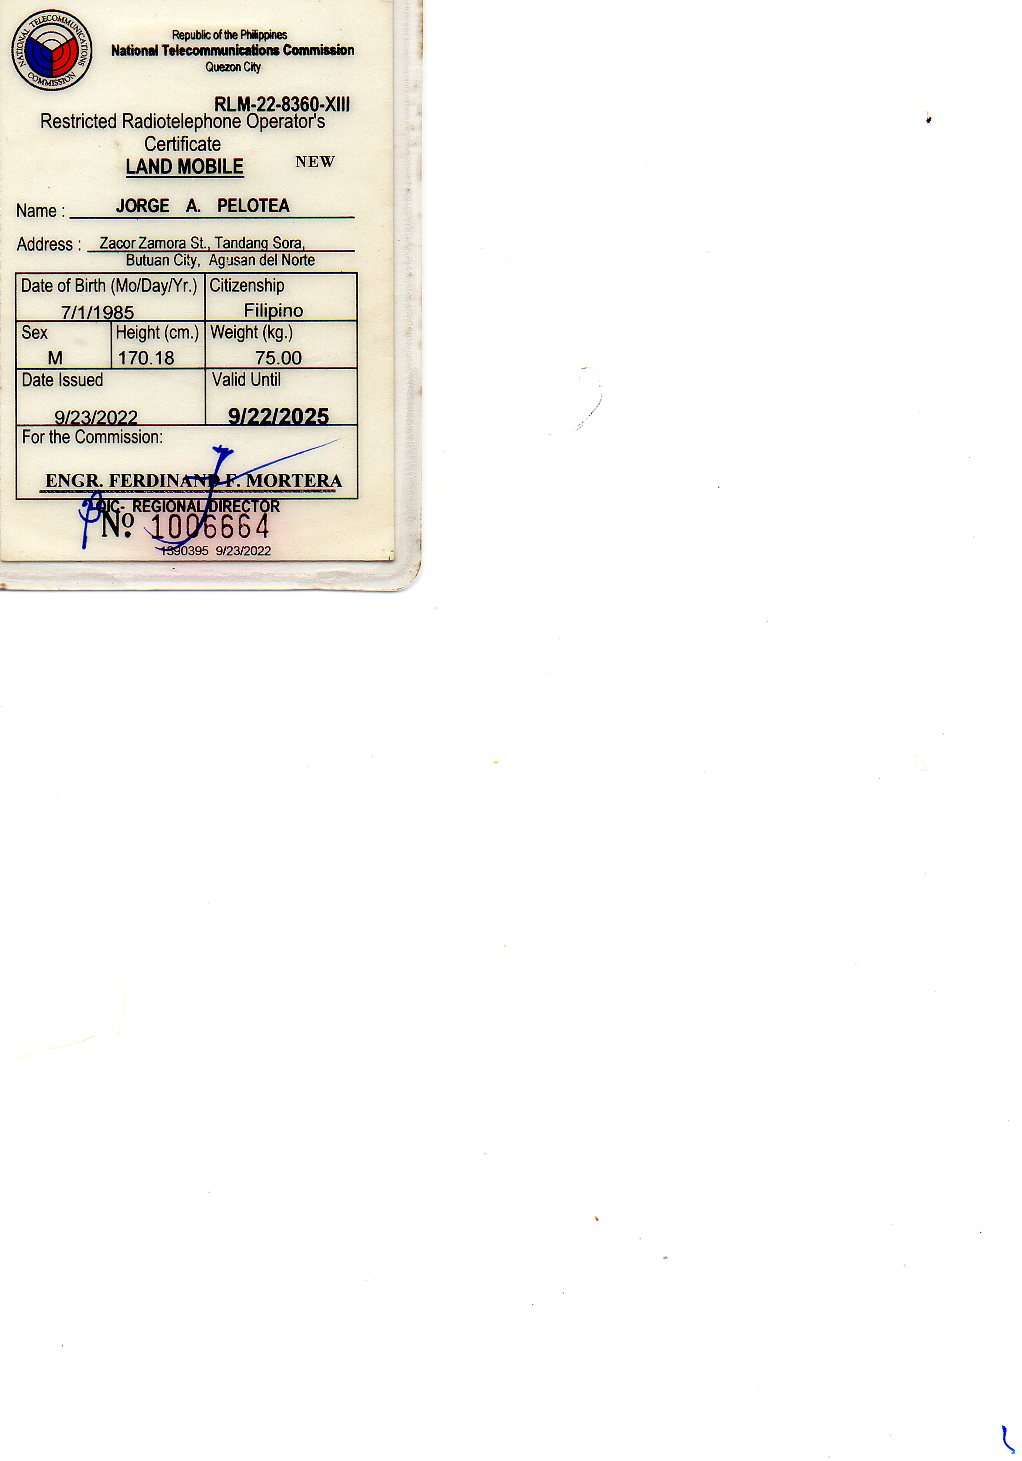 NATIONAL TELECOMMUNICATIONS
COMMISSION
Republic of the Philippines
National Telecommunications Commission
Quezon City
RLM-22-8360-XIII
Restricted Radiotelephone Operator's
Certificate
LAND MOBILE NEW
Name : JORGE A. PELOTEA
Address : Zacor Zamora St., Tandang Sora,
Butuan City, Agusan del Norte
Date of Birth (Mo/Day/Yr.) Citizenship
7/1/1985 Filipino
Sex Height (cm.) Weight (kg.)
M 170.18 75.00
Date Issued Valid Until
9/23/2022 9/22/2025
For the Commission:
ENGR. FERDINAND F. MORTERA
OIC- REGIONAL DIRECTOR
No. 1006664
1390395 9/23/2022